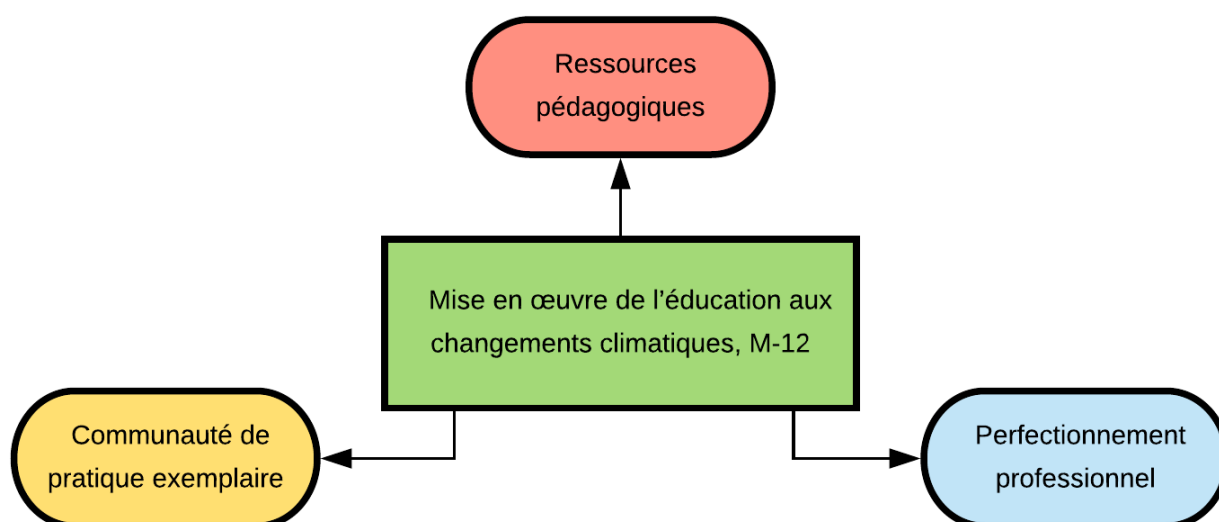 Ressources
pédagogiques
Mise en œuvre de l’éducation aux
changements climatiques, M-12
Communauté de
pratique exemplaire
Perfectionnement
professionnel